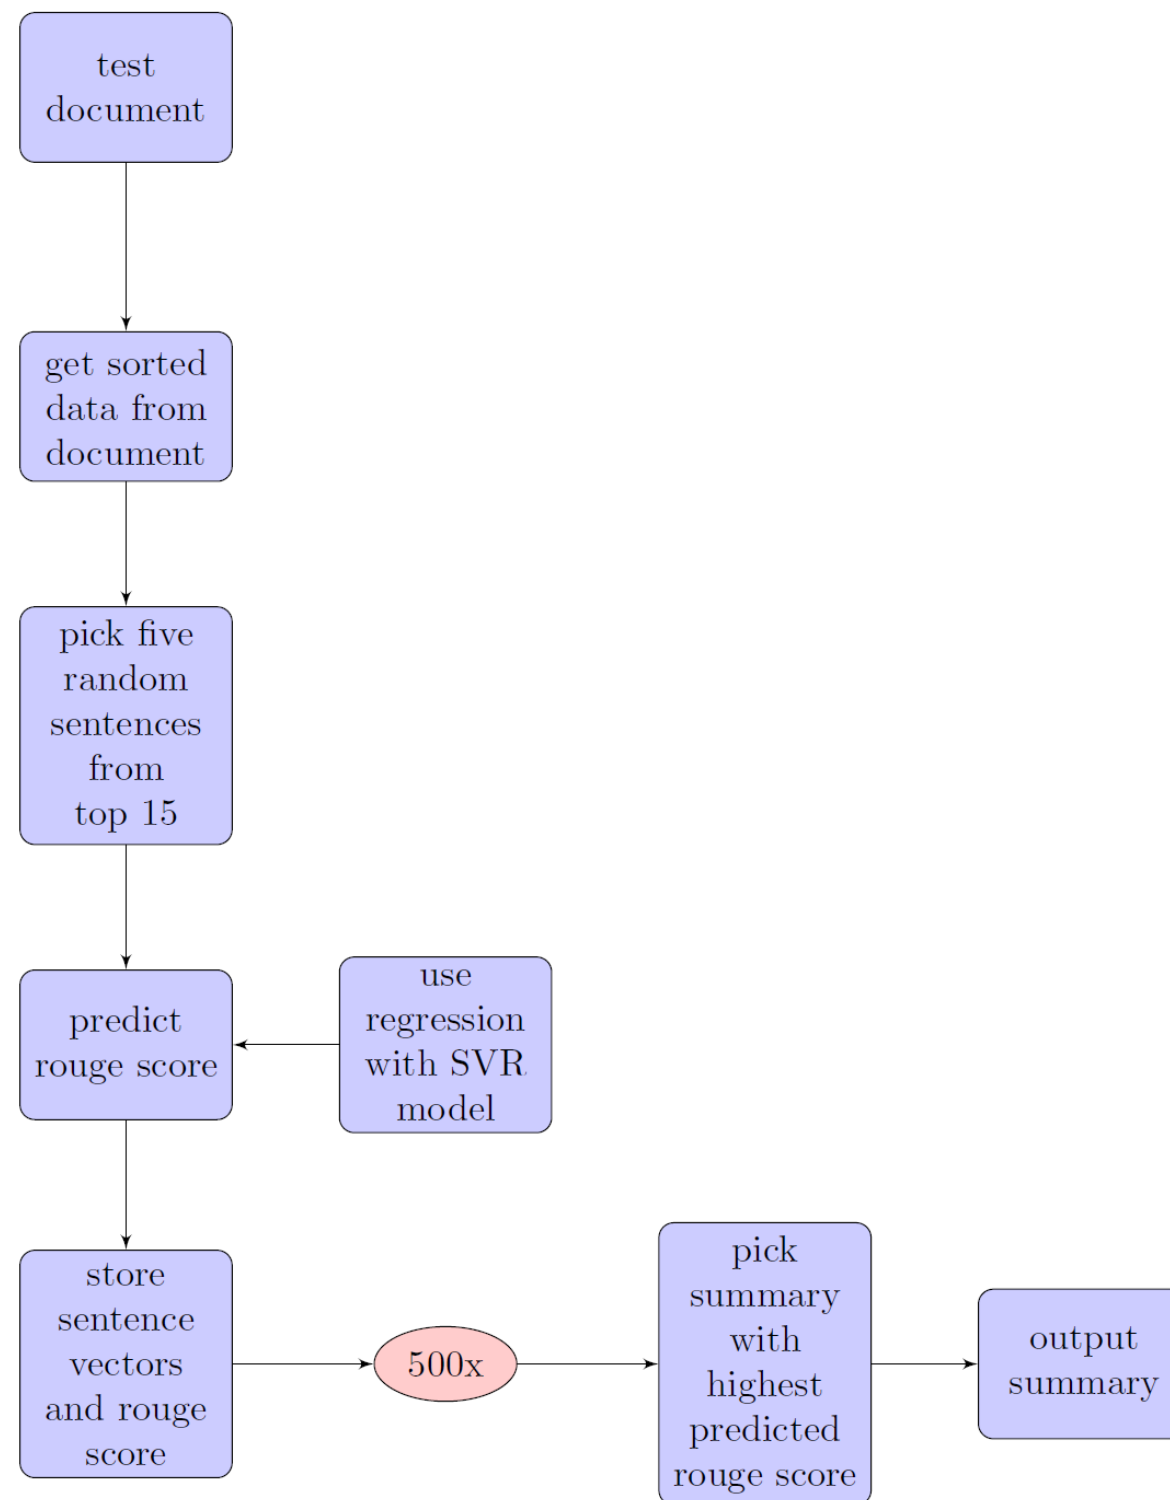 test
document
get sorted
data from
document
pick five
random
sentences
from
top 15
predict
rouge score
use
regression
with SVR
model
store
sentence
vectors
and rouge
score
500x
pick
summary
with
highest
predicted
rouge score
output
summary